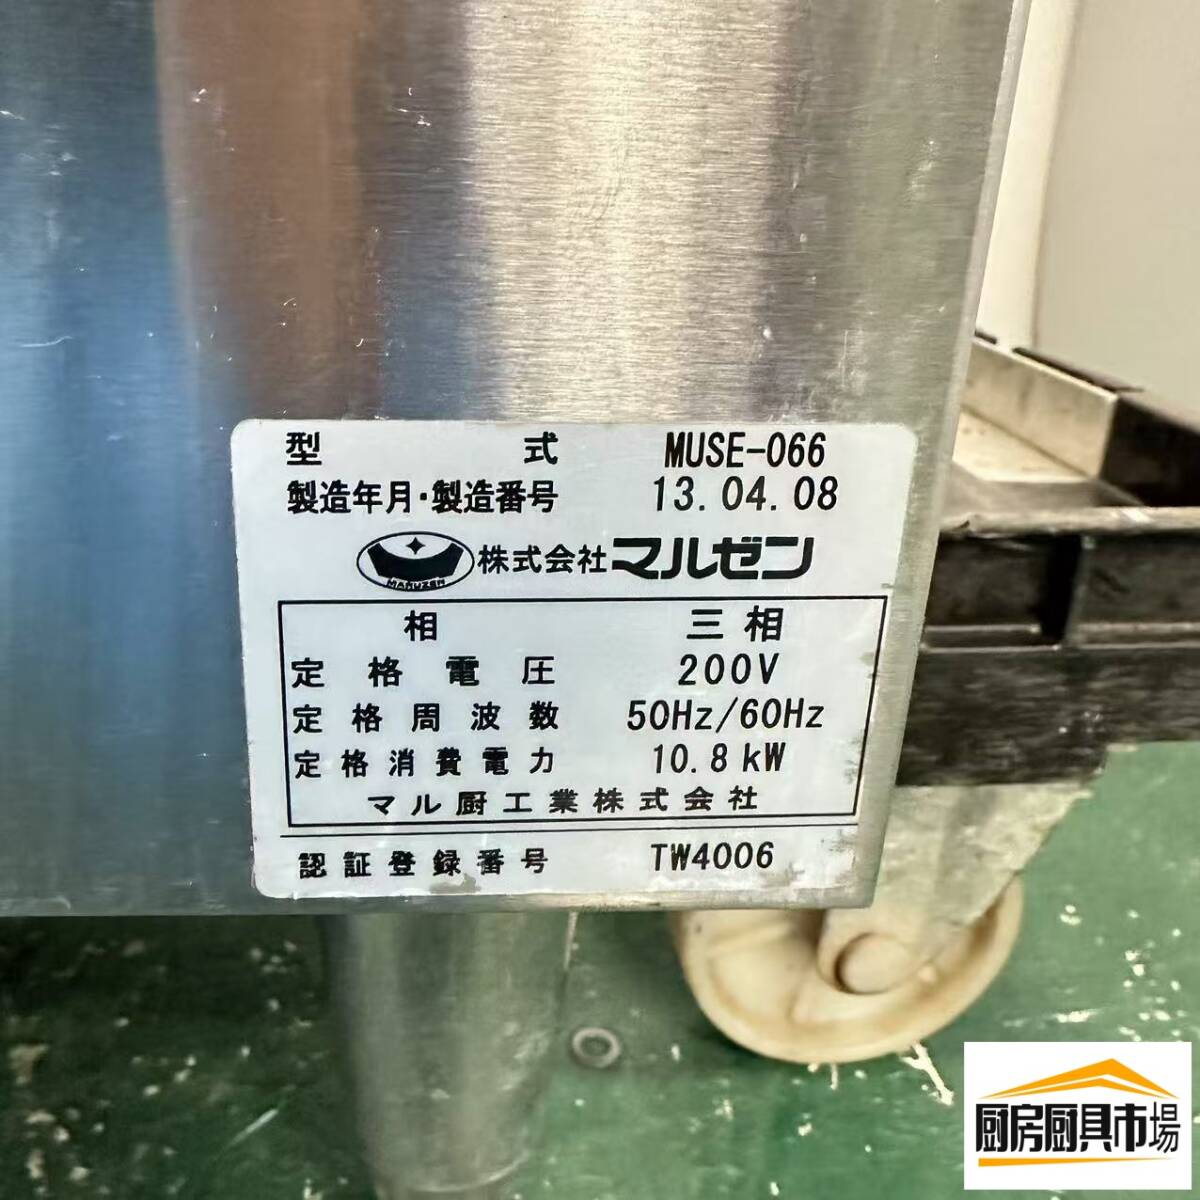 型式 MUSE-066
製造年月・製造番号 13.04.08
MARUZEN 株式会社マルゼン
相 三相
定格電圧 200V
定格周波数 50Hz/60Hz
定格消費電力 10.8kW
マル厨工業株式会社
認証登録番号 TW4006
厨房厨具市場